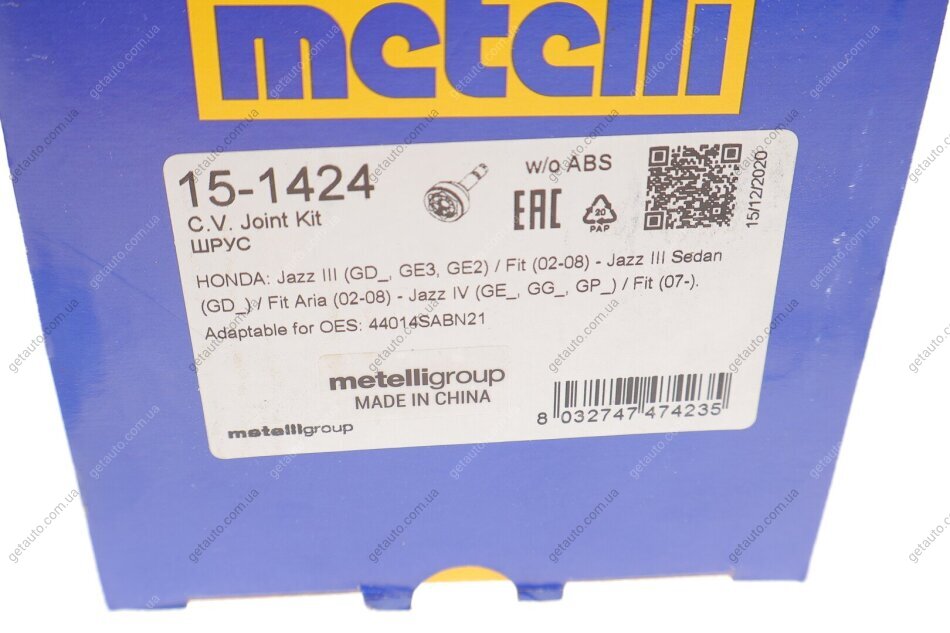 metelli
15-1424
w/o ABS
C.V. Joint Kit
ШРУС
EAC
20
PAP
15/12/2020
HONDA: Jazz III (GD_, GE3, GE2) / Fit (02-08) - Jazz III Sedan
(GD_) / Fit Aria (02-08) - Jazz IV (GE_, GG_, GP_) / Fit (07-).
Adaptable for OES: 44014SABN21
metelligroup
MADE IN CHINA
8 032747 474235
metelligroup
getauto.com.ua